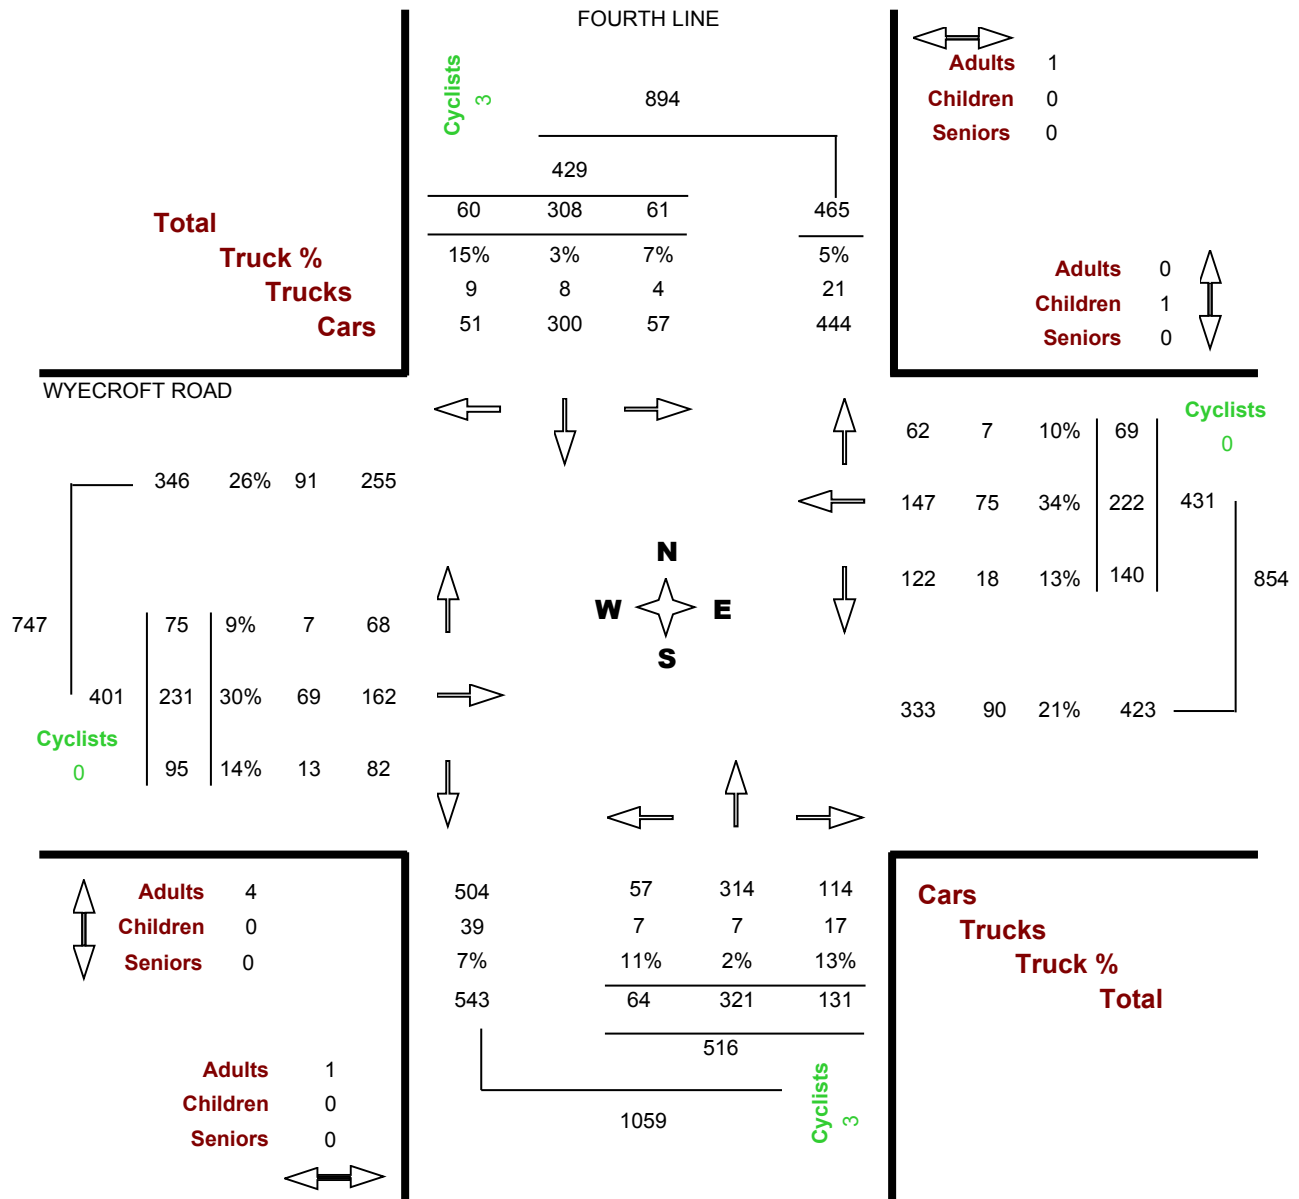 FOURTH LINE
Cyclists
3
894
429
60 308 61 465
15% 3% 7% 5%
9 8 4 21
51 300 57 444
Total
Truck %
Trucks
Cars
Adults 1
Children 0
Seniors 0
Adults 0
Children 1
Seniors 0
WYECROFT ROAD
Cyclists
0
62 7 10% 69
147 75 34% 222 431
122 18 13% 140
854
333 90 21% 423
346 26% 91 255
747
75 9% 7 68
401 231 30% 69 162
95 14% 13 82
Cyclists
0
N
W E
S
Adults 4
Children 0
Seniors 0
Adults 1
Children 0
Seniors 0
504 57 314 114
39 7 7 17
7% 11% 2% 13%
543 64 321 131
516
1059
Cyclists
3
Cars
Trucks
Truck %
Total